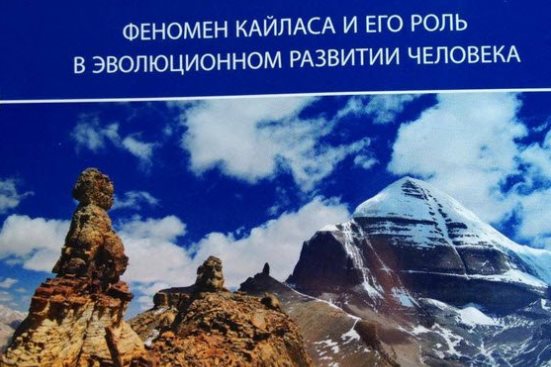 ФЕНОМЕН КАЙЛАСА И ЕГО РОЛЬ
В ЭВОЛЮЦИОННОМ РАЗВИТИИ ЧЕЛОВЕКА